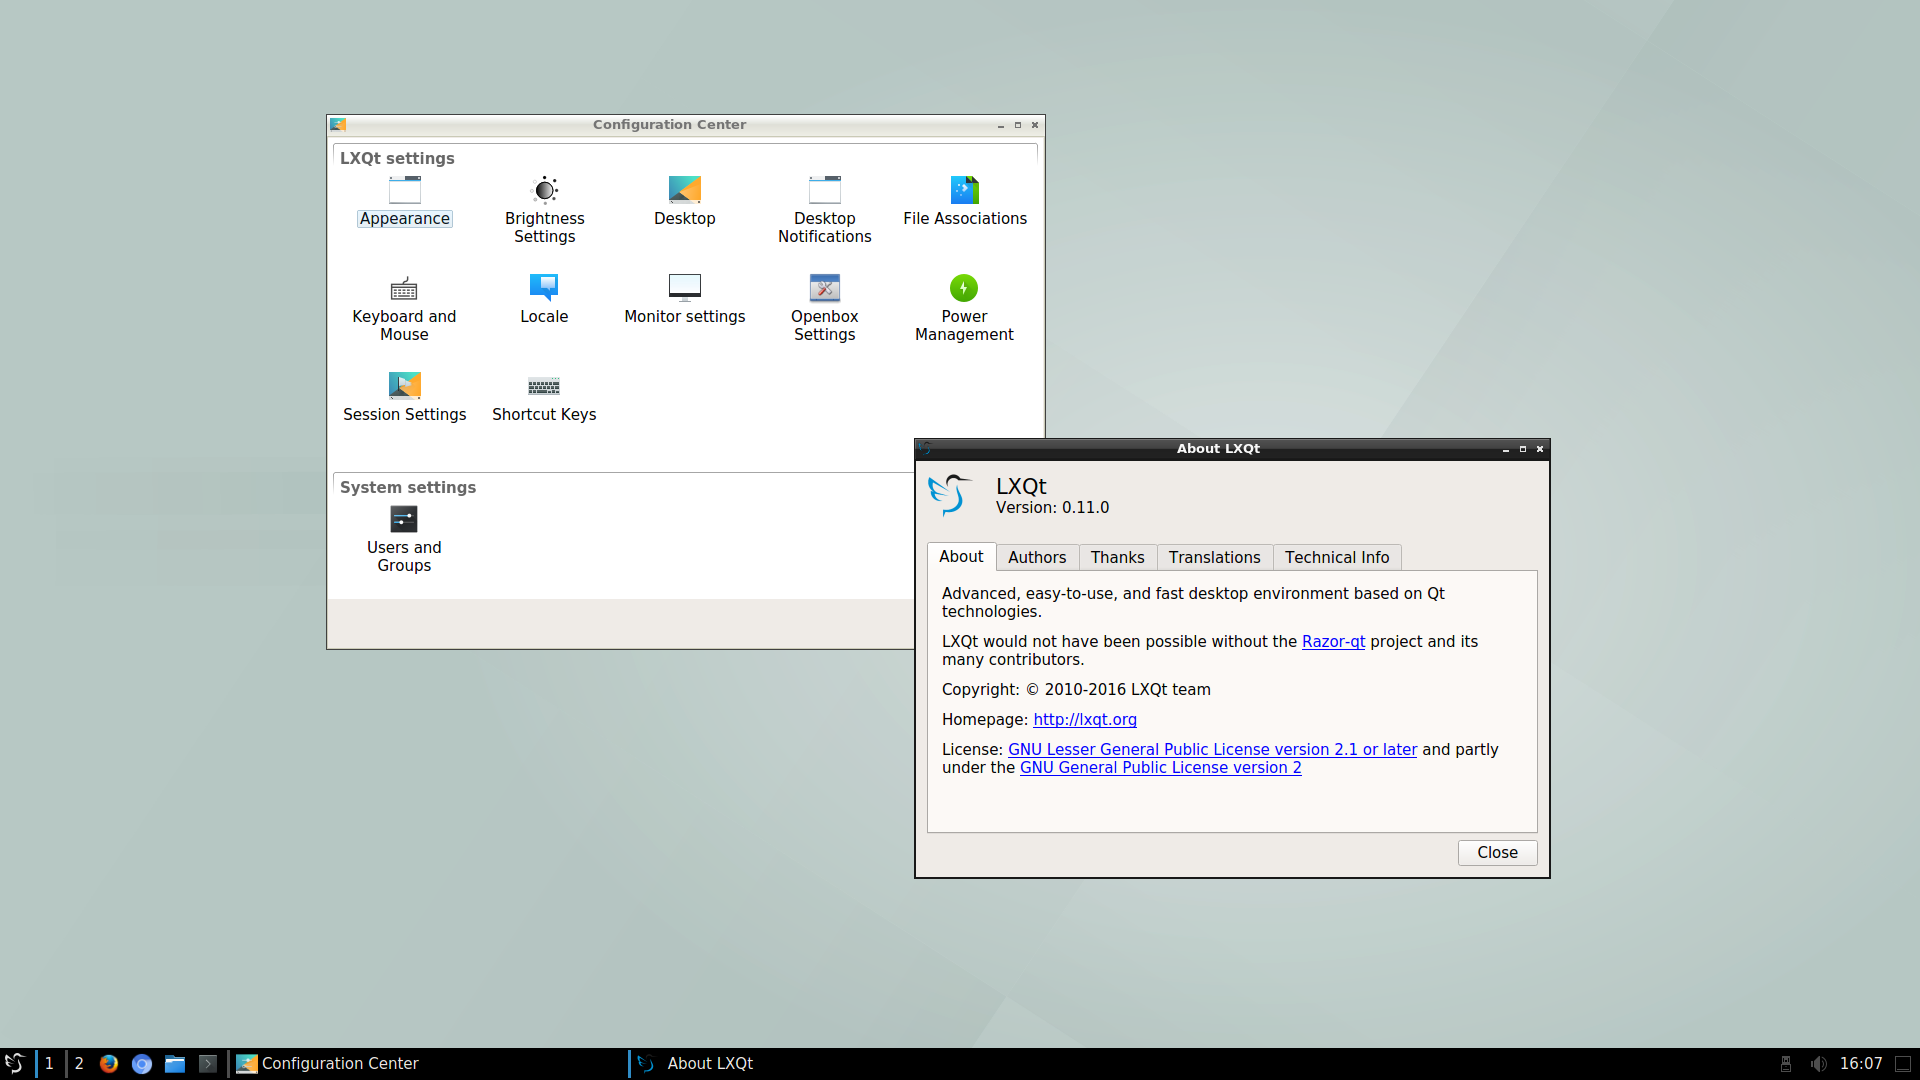 Configuration Center
LXQt settings
Appearance
Brightness
Settings
Desktop
Desktop
Notifications
File Associations
Keyboard and
Mouse
Locale
Monitor settings
Openbox
Settings
Power
Management
Session Settings
Shortcut Keys
System settings
Users and
Groups
About LXQt
LXQt
Version: 0.11.0
About
Authors
Thanks
Translations
Technical Info
Advanced, easy-to-use, and fast desktop environment based on Qt
technologies.
LXQt would not have been possible without the Razor-qt project and its
many contributors.
Copyright: © 2010-2016 LXQt team
Homepage: http://lxqt.org
License: GNU Lesser General Public License version 2.1 or later and partly
under the GNU General Public License version 2
Close
1
2
Configuration Center
About LXQt
16:07